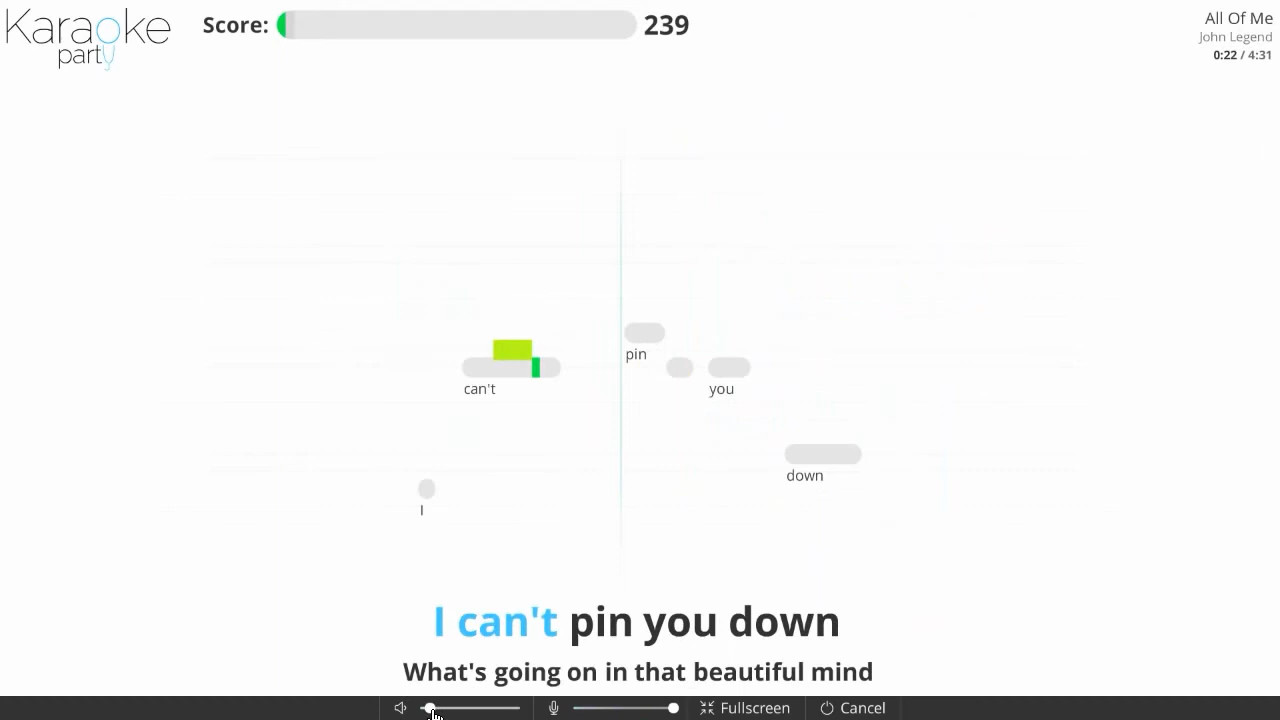 Karaoke
party
Score: 239
All Of Me
John Legend
0:22 / 4:31
pin
can't
you
down
I
I can't pin you down
What's going on in that beautiful mind
Fullscreen
Cancel